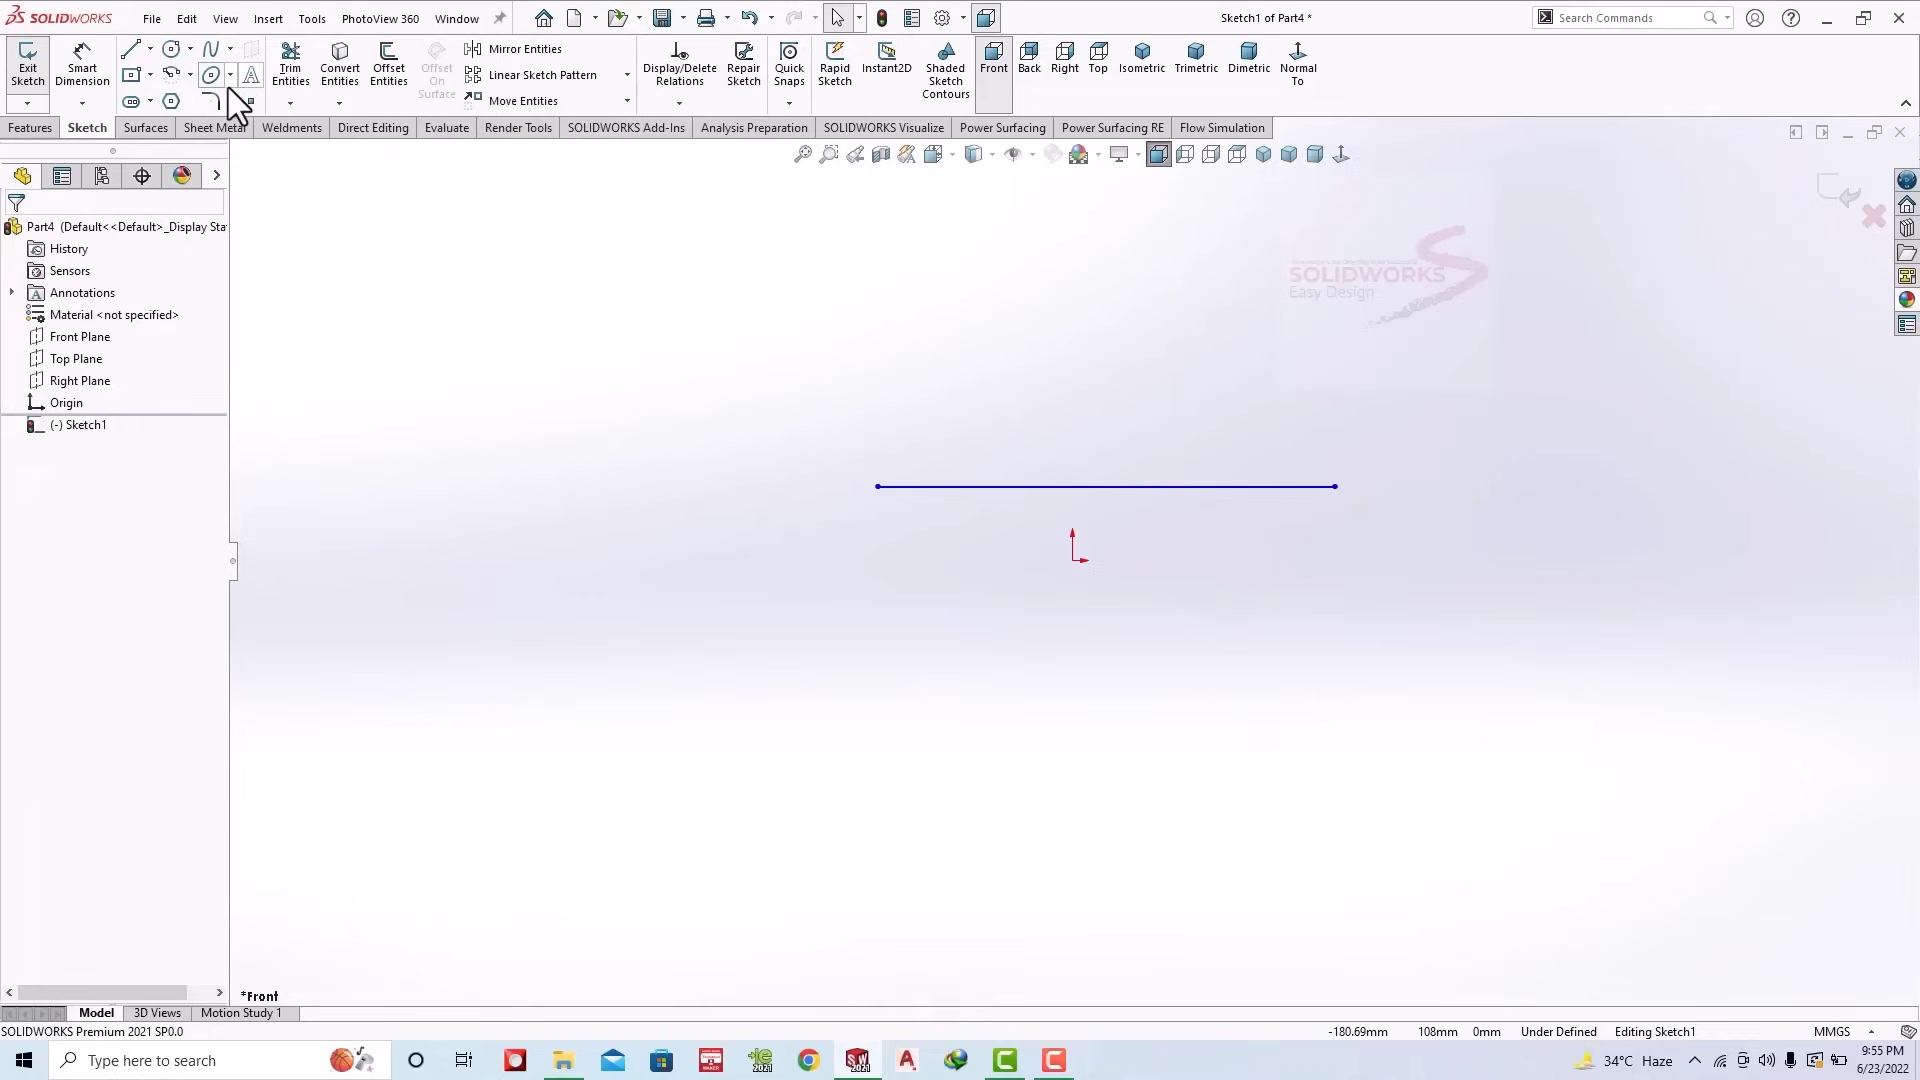 SOLIDWORKS File Edit View Insert Tools PhotoView 360 Window Sketch1 of Part4 * Search Commands
Exit Sketch
Smart Dimension
Trim Entities
Convert Entities
Offset Entities
Offset On Surface
Mirror Entities
Linear Sketch Pattern
Move Entities
Display/Delete Relations
Repair Sketch
Quick Snaps
Rapid Sketch
Instant2D
Shaded Sketch Contours
Front Back Right Top Isometric Trimetric Dimetric Normal To
Features Sketch Surfaces Sheet Metal Weldments Direct Editing Evaluate Render Tools SOLIDWORKS Add-Ins Analysis Preparation SOLIDWORKS Visualize Power Surfacing Power Surfacing RE Flow Simulation
Part4 (Default<<Default>_Display Sta
History
Sensors
Annotations
Material <not specified>
Front Plane
Top Plane
Right Plane
Origin
(-) Sketch1
SOLIDWORKS
Easy Design
*Front
Model 3D Views Motion Study 1
SOLIDWORKS Premium 2021 SP0.0 -180.69mm 108mm 0mm Under Defined Editing Sketch1 MMGS
Type here to search 34°C Haze 9:55 PM
6/23/2022